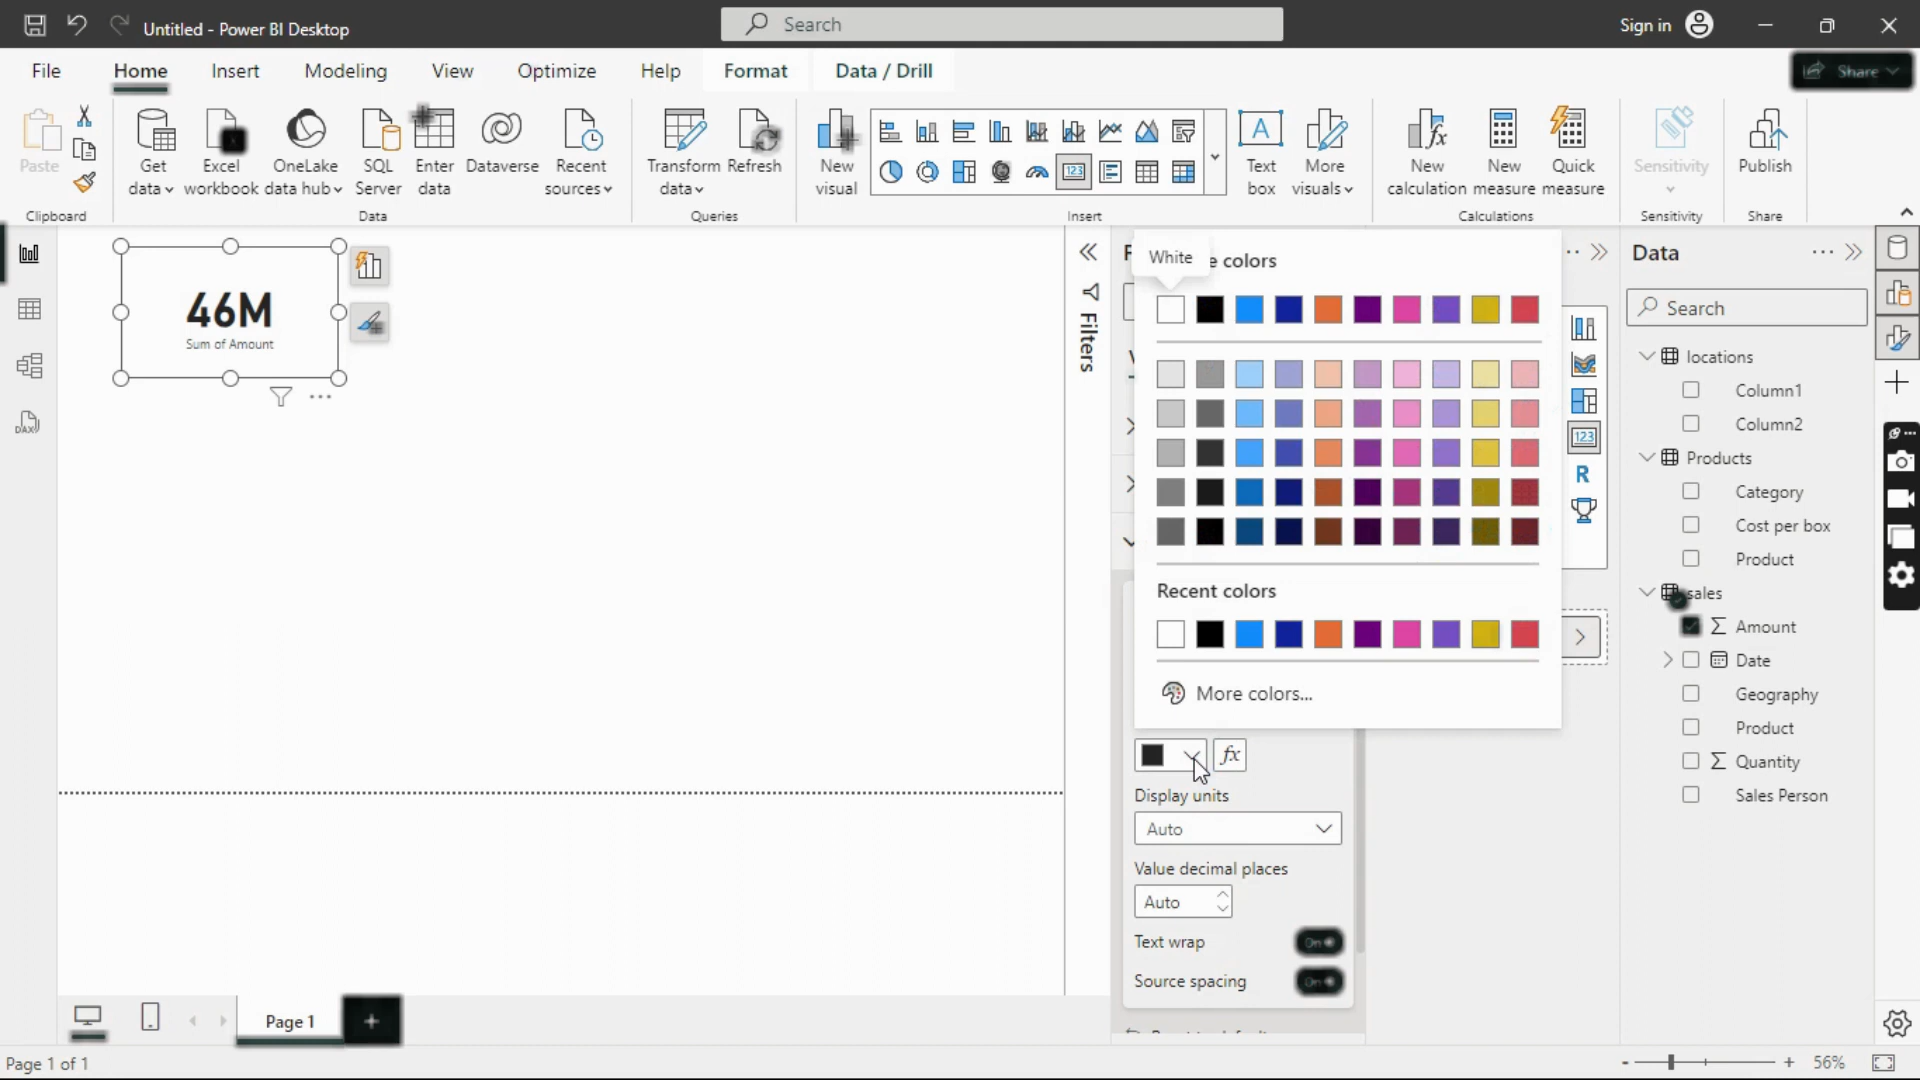 Untitled - Power BI Desktop
Search
Sign in
File
Home
Insert
Modeling
View
Optimize
Help
Format
Data / Drill
Share
Paste
Get data
Excel workbook
OneLake data hub
SQL Server
Enter data
Dataverse
Recent sources
Transform data
Refresh
New visual
Text box
More visuals
New calculation
New measure
Quick measure
Sensitivity
Publish
Clipboard
Data
Queries
Insert
Calculations
Sensitivity
Share
46M
Sum of Amount
DAX
Filters
White
e colors
Recent colors
More colors...
fx
Display units
Auto
Value decimal places
Auto
Text wrap
On
Source spacing
On
123
R
Data
Search
locations
Column1
Column2
Products
Category
Cost per box
Product
sales
Amount
Date
Geography
Product
Quantity
Sales Person
Page 1
Page 1 of 1
56%